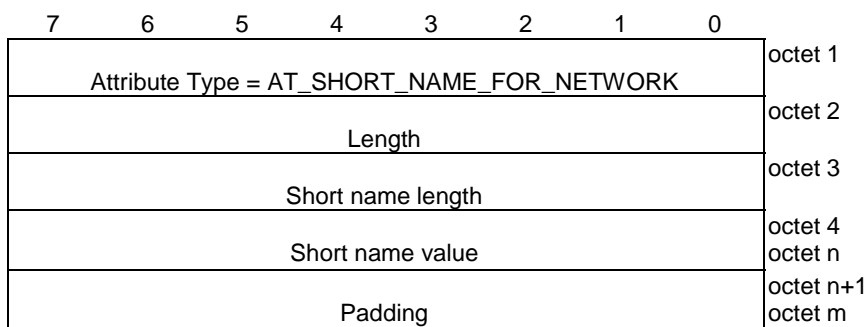 7 6 5 4 3 2 1 0
octet 1
Attribute Type = AT_SHORT_NAME_FOR_NETWORK
octet 2
Length
octet 3
Short name length
octet 4
Short name value octet n
octet n+1
Padding octet m